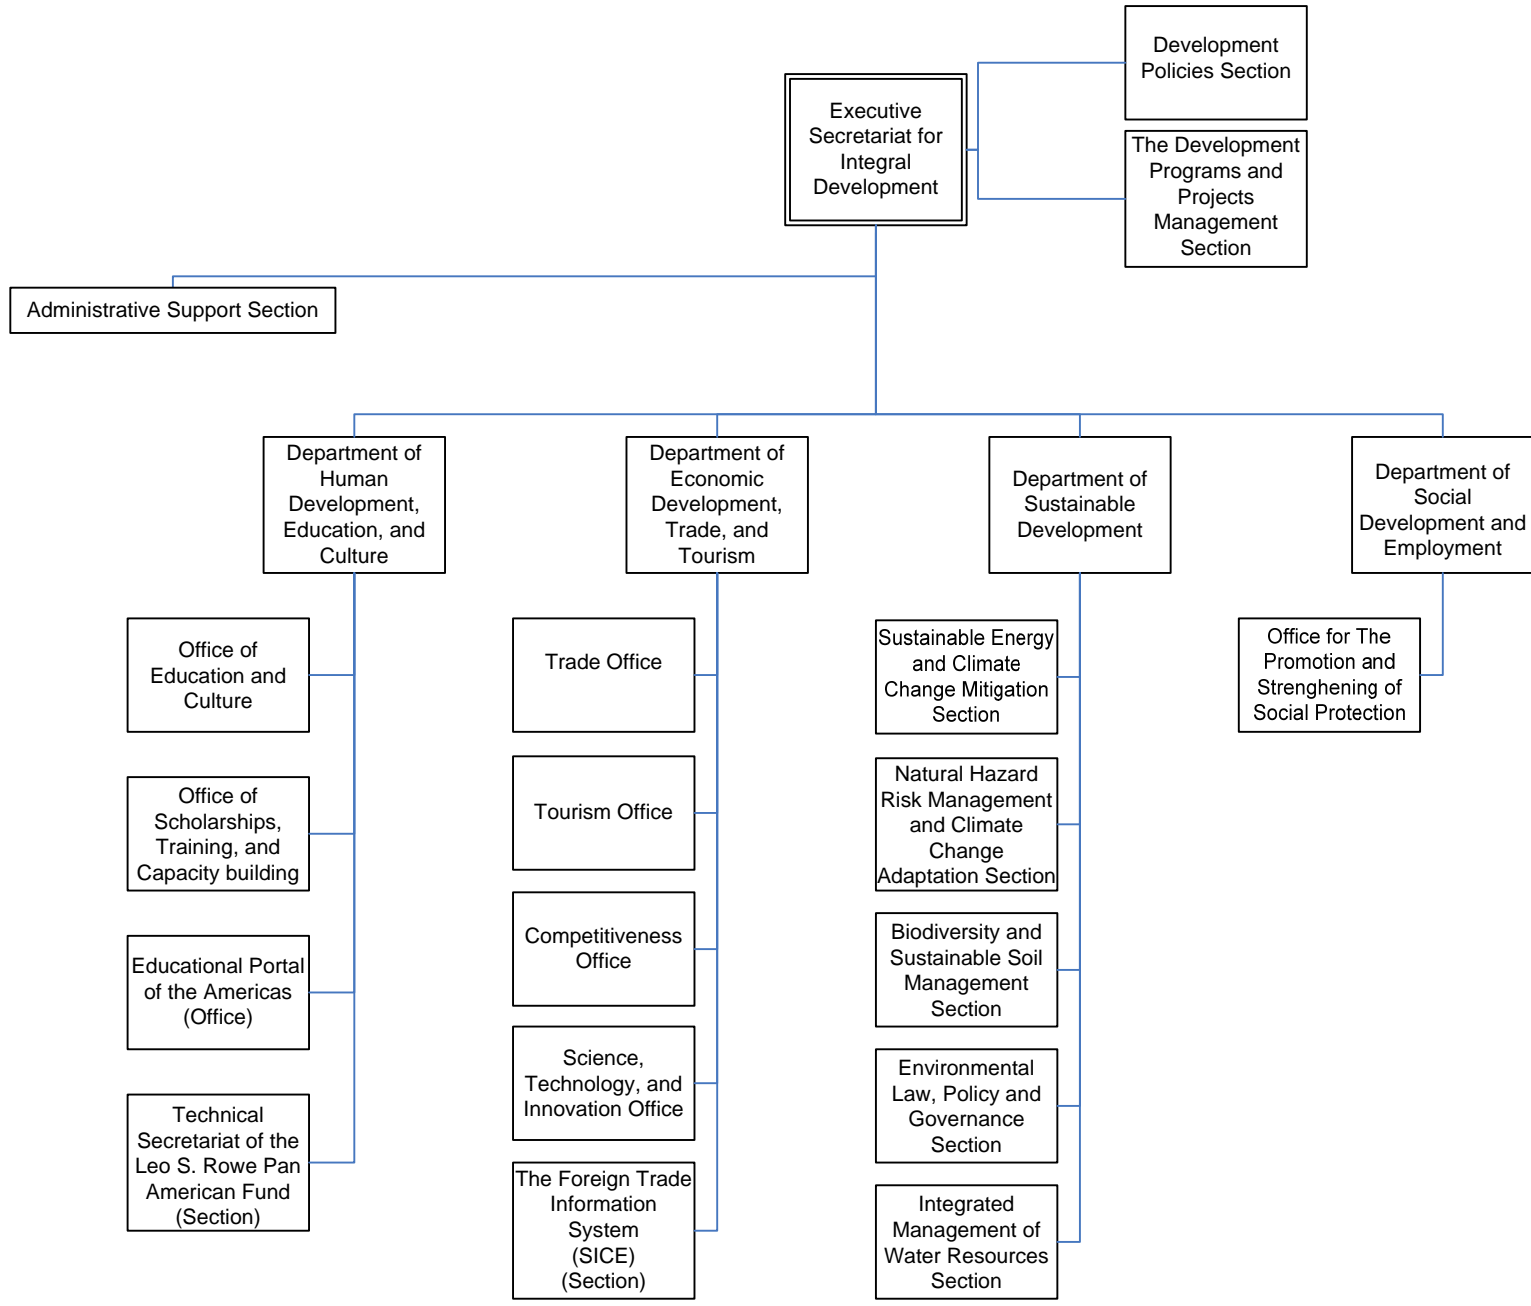 Development
Policies Section
Executive
Secretariat for
Integral
Development
The Development
Programs and
Projects
Management
Section
Administrative Support Section
Department of
Human
Development,
Education, and
Culture
Department of
Economic
Development,
Trade, and
Tourism
Department of
Sustainable
Development
Department of
Social
Development and
Employment
Office of
Education and
Culture
Office of
Scholarships,
Training, and
Capacity building
Educational Portal
of the Americas
(Office)
Technical
Secretariat of the
Leo S. Rowe Pan
American Fund
(Section)
Trade Office
Tourism Office
Competitiveness
Office
Science,
Technology, and
Innovation Office
The Foreign Trade
Information
System
(SICE)
(Section)
Sustainable Energy
and Climate
Change Mitigation
Section
Natural Hazard
Risk Management
and Climate
Change
Adaptation Section
Biodiversity and
Sustainable Soil
Management
Section
Environmental
Law, Policy and
Governance
Section
Integrated
Management of
Water Resources
Section
Office for The
Promotion and
Strenghening of
Social Protection